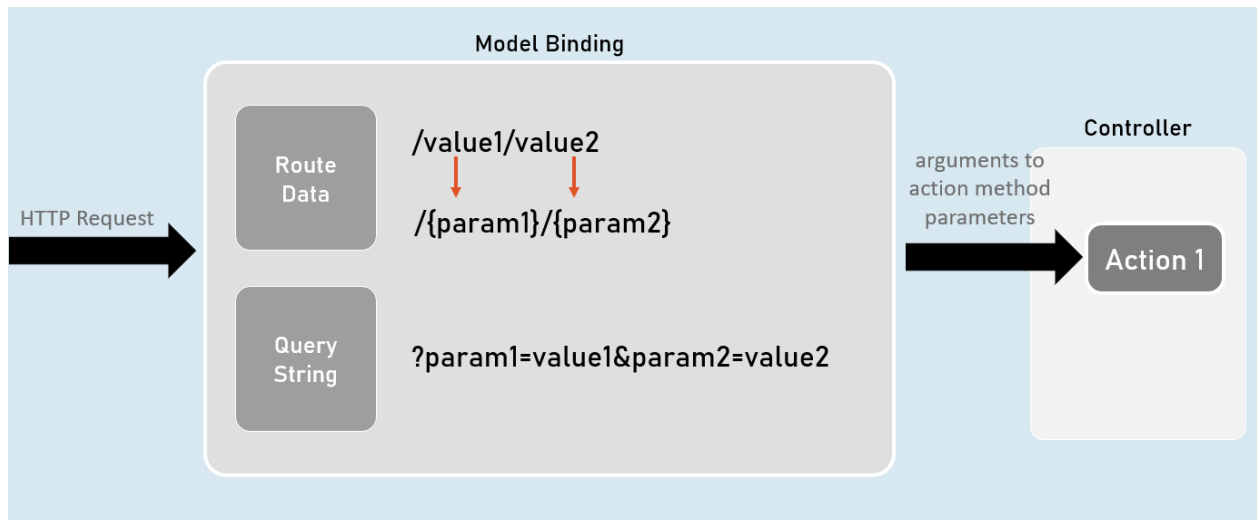 Model Binding
HTTP Request
Route
Data
/value1/value2
/{param1}/{param2}
Query
String
?param1=value1&param2=value2
arguments to
action method
parameters
Controller
Action 1